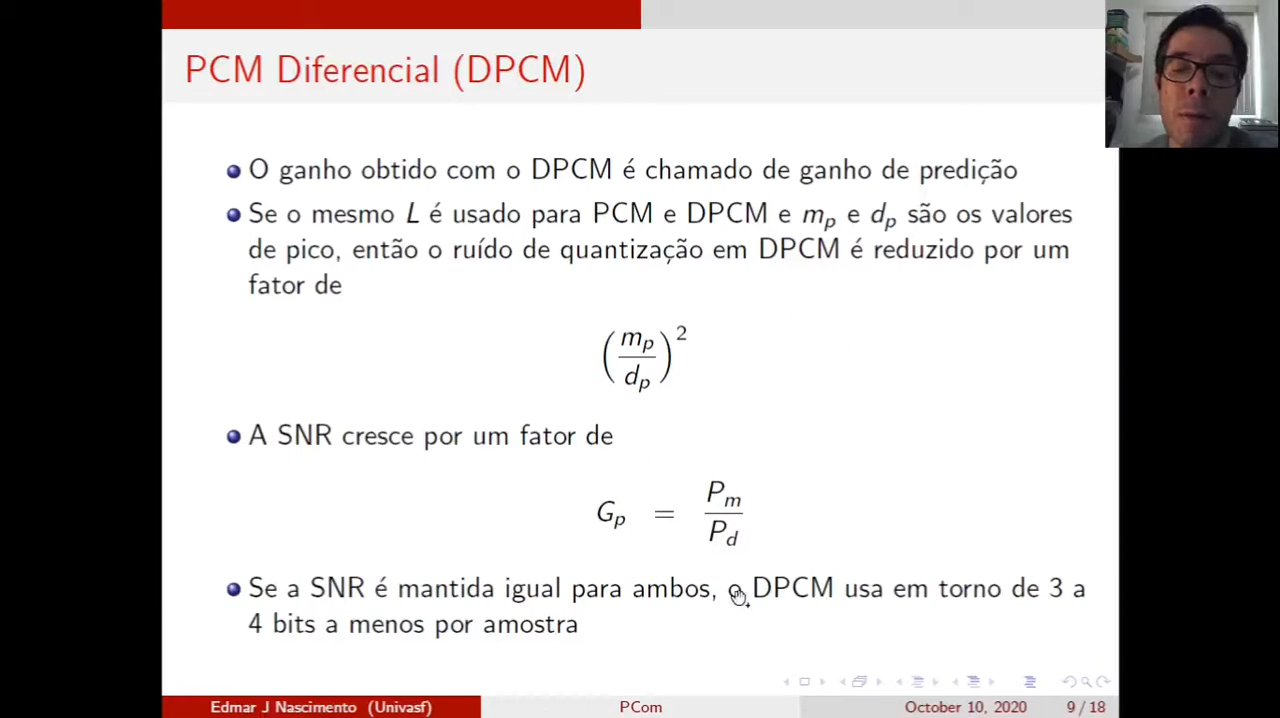 PCM Diferencial (DPCM)
O ganho obtido com o DPCM é chamado de ganho de predição
Se o mesmo L é usado para PCM e DPCM e m_p e d_p são os valores
de pico, então o ruído de quantização em DPCM é reduzido por um
fator de
(m_p / d_p)^2
A SNR cresce por um fator de
G_p = P_m / P_d
Se a SNR é mantida igual para ambos, o DPCM usa em torno de 3 a
4 bits a menos por amostra
Edmar J Nascimento (Univasf) PCom October 10, 2020 9 / 18